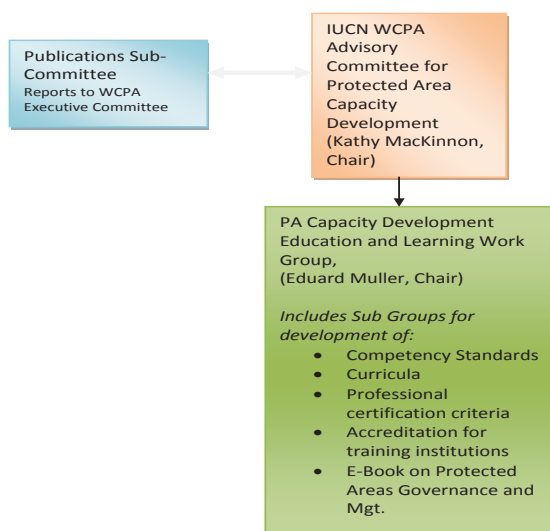 Publications Sub-
Committee
Reports to WCPA
Executive Committee
IUCN WCPA
Advisory
Committee for
Protected Area
Capacity
Development
(Kathy MacKinnon,
Chair)
PA Capacity Development
Education and Learning Work
Group,
(Eduard Muller, Chair)
Includes Sub Groups for
development of:
• Competency Standards
• Curricula
• Professional
certification criteria
• Accreditation for
training institutions
• E-Book on Protected
Areas Governance and
Mgt.